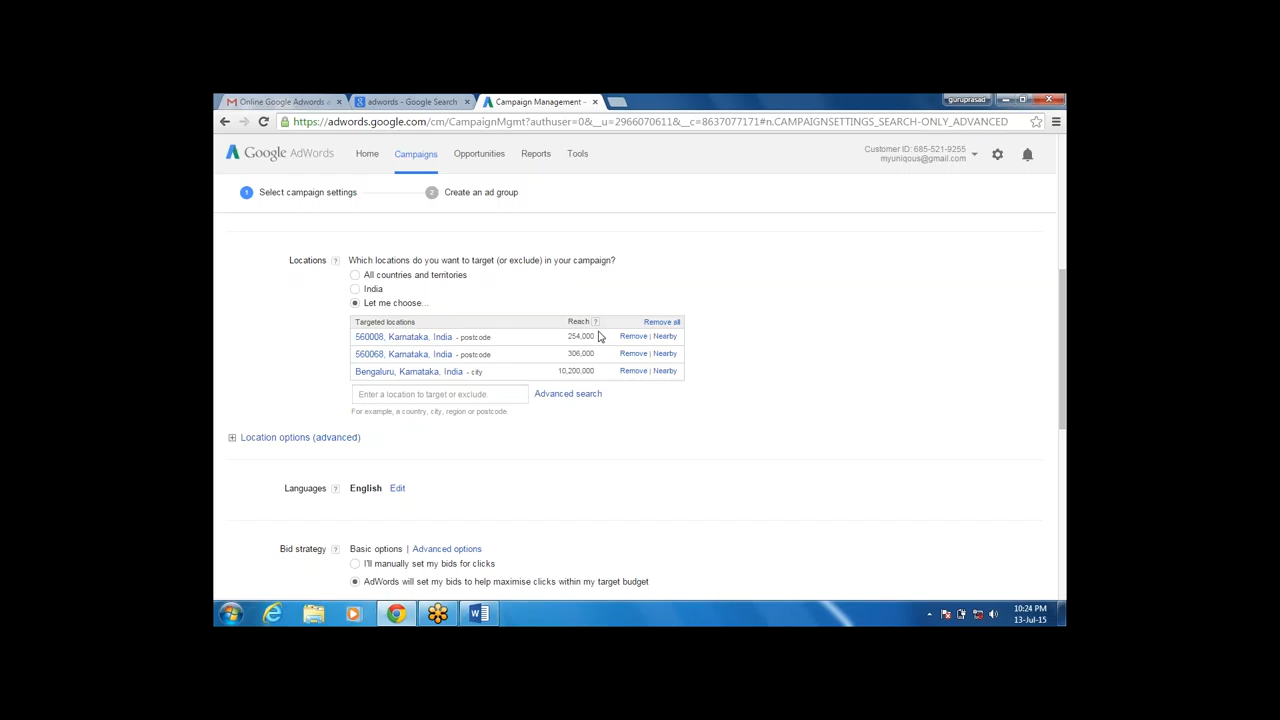 Online Google Adwords
adwords - Google Search
Campaign Management -
guruprasad
https://adwords.google.com/cm/CampaignMgmt?authuser=0&__u=2966070611&__c=8637077171#n.CAMPAIGNSETTINGS_SEARCH-ONLY_ADVANCED
Google AdWords
Home
Campaigns
Opportunities
Reports
Tools
Customer ID: 685-521-9255
myuniqous@gmail.com
1 Select campaign settings
2 Create an ad group
Locations ? Which locations do you want to target (or exclude) in your campaign?
All countries and territories
India
Let me choose...
Targeted locations Reach ? Remove all
560008, Karnataka, India - postcode 254,000 Remove | Nearby
560068, Karnataka, India - postcode 306,000 Remove | Nearby
Bengaluru, Karnataka, India - city 10,200,000 Remove | Nearby
Enter a location to target or exclude. Advanced search
For example, a country, city, region or postcode.
Location options (advanced)
Languages ? English Edit
Bid strategy ? Basic options | Advanced options
I'll manually set my bids for clicks
AdWords will set my bids to help maximise clicks within my target budget
10:24 PM
13-Jul-15